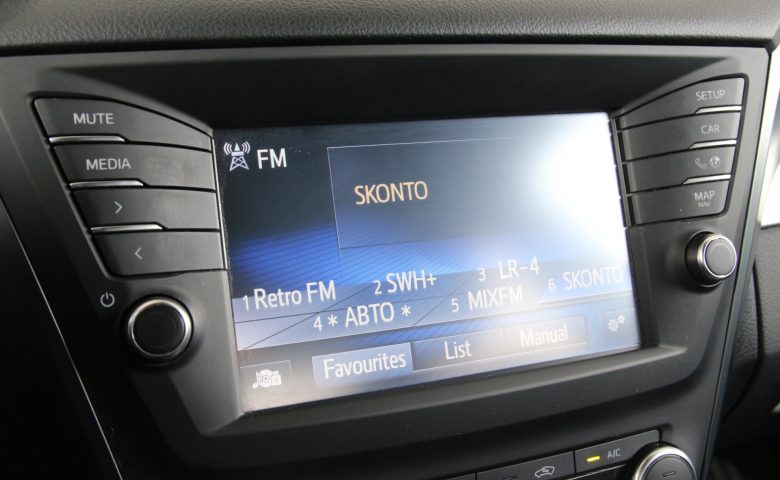 MUTE
MEDIA
>
<
FM
SKONTO
1 Retro FM
2 SWH+
3 LR-4
4 * АВТО *
5 MIXFM
6 SKONTO
Favourites
List
Manual
SETUP
CAR
MAP
NAV
A/C